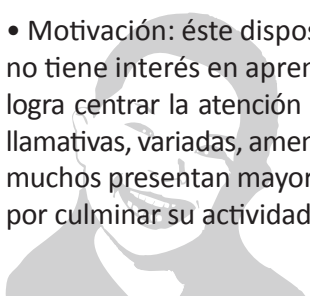 • Motivación: éste dispos
no tiene interés en apren
logra centrar la atención
llamativas, variadas, amen
muchos presentan mayor
por culminar su actividad